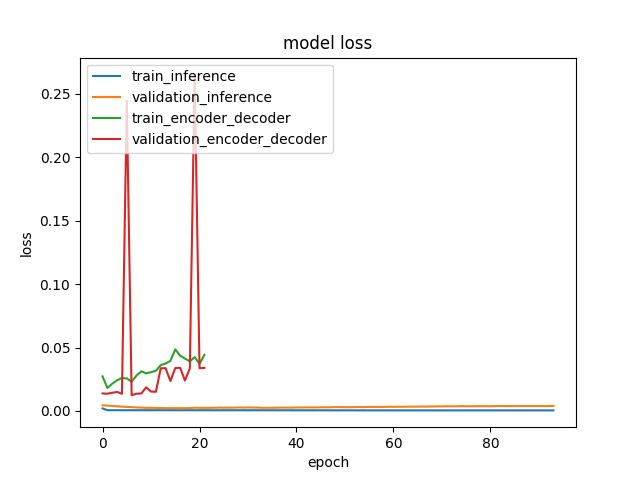 model loss
train_inference
validation_inference
train_encoder_decoder
validation_encoder_decoder
loss
0.25
0.20
0.15
0.10
0.05
0.00
0 20 40 60 80
epoch